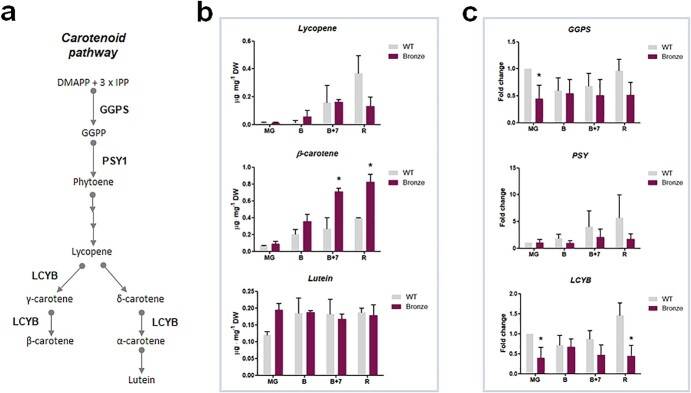 a
Carotenoid
pathway
DMAPP + 3 x IPP
GGPS
GGPP
PSY1
Phytoene
Lycopene
LCYB
γ-carotene
δ-carotene
LCYB
LCYB
β-carotene
α-carotene
Lutein
b
Lycopene
WT
Bronze
μg mg⁻¹ DW
0.6
0.4
0.2
0.0
MG B B+7 R
β-carotene
WT
Bronze
μg mg⁻¹ DW
1.0
0.8
0.6
0.4
0.2
0.0
* *
MG B B+7 R
Lutein
WT
Bronze
μg mg⁻¹ DW
0.25
0.20
0.15
0.10
0.05
0.00
MG B B+7 R
c
GGPS
WT
Bronze
Fold change
1.5
1.0
0.5
0.0
*
MG B B+7 R
PSY
WT
Bronze
Fold change
15
10
5
0
MG B B+7 R
LCYB
WT
Bronze
Fold change
2.0
1.5
1.0
0.5
0.0
* *
MG B B+7 R